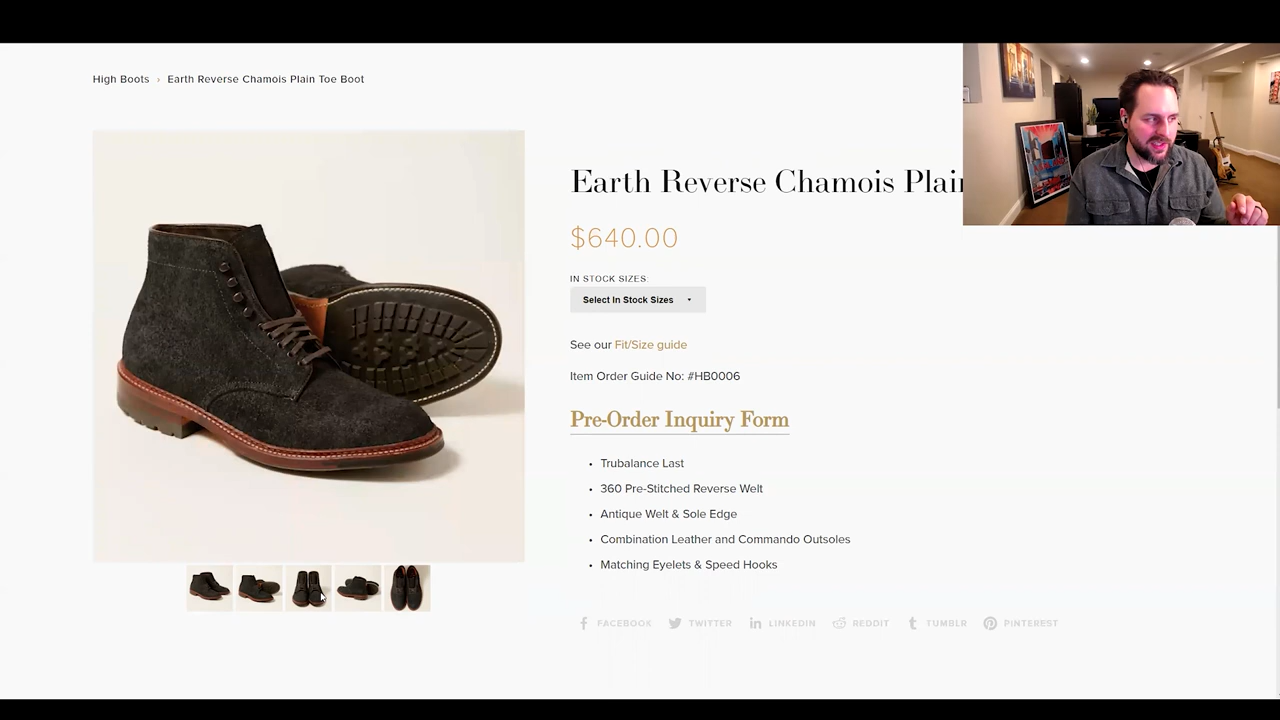 High Boots › Earth Reverse Chamois Plain Toe Boot
Earth Reverse Chamois Plain
$640.00
IN STOCK SIZES
Select In Stock Sizes
See our Fit/Size guide
Item Order Guide No: #HB0006
Pre-Order Inquiry Form
• Trubalance Last
• 360 Pre-Stitched Reverse Welt
• Antique Welt & Sole Edge
• Combination Leather and Commando Outsoles
• Matching Eyelets & Speed Hooks
FACEBOOK TWITTER LINKEDIN REDDIT TUMBLR PINTEREST